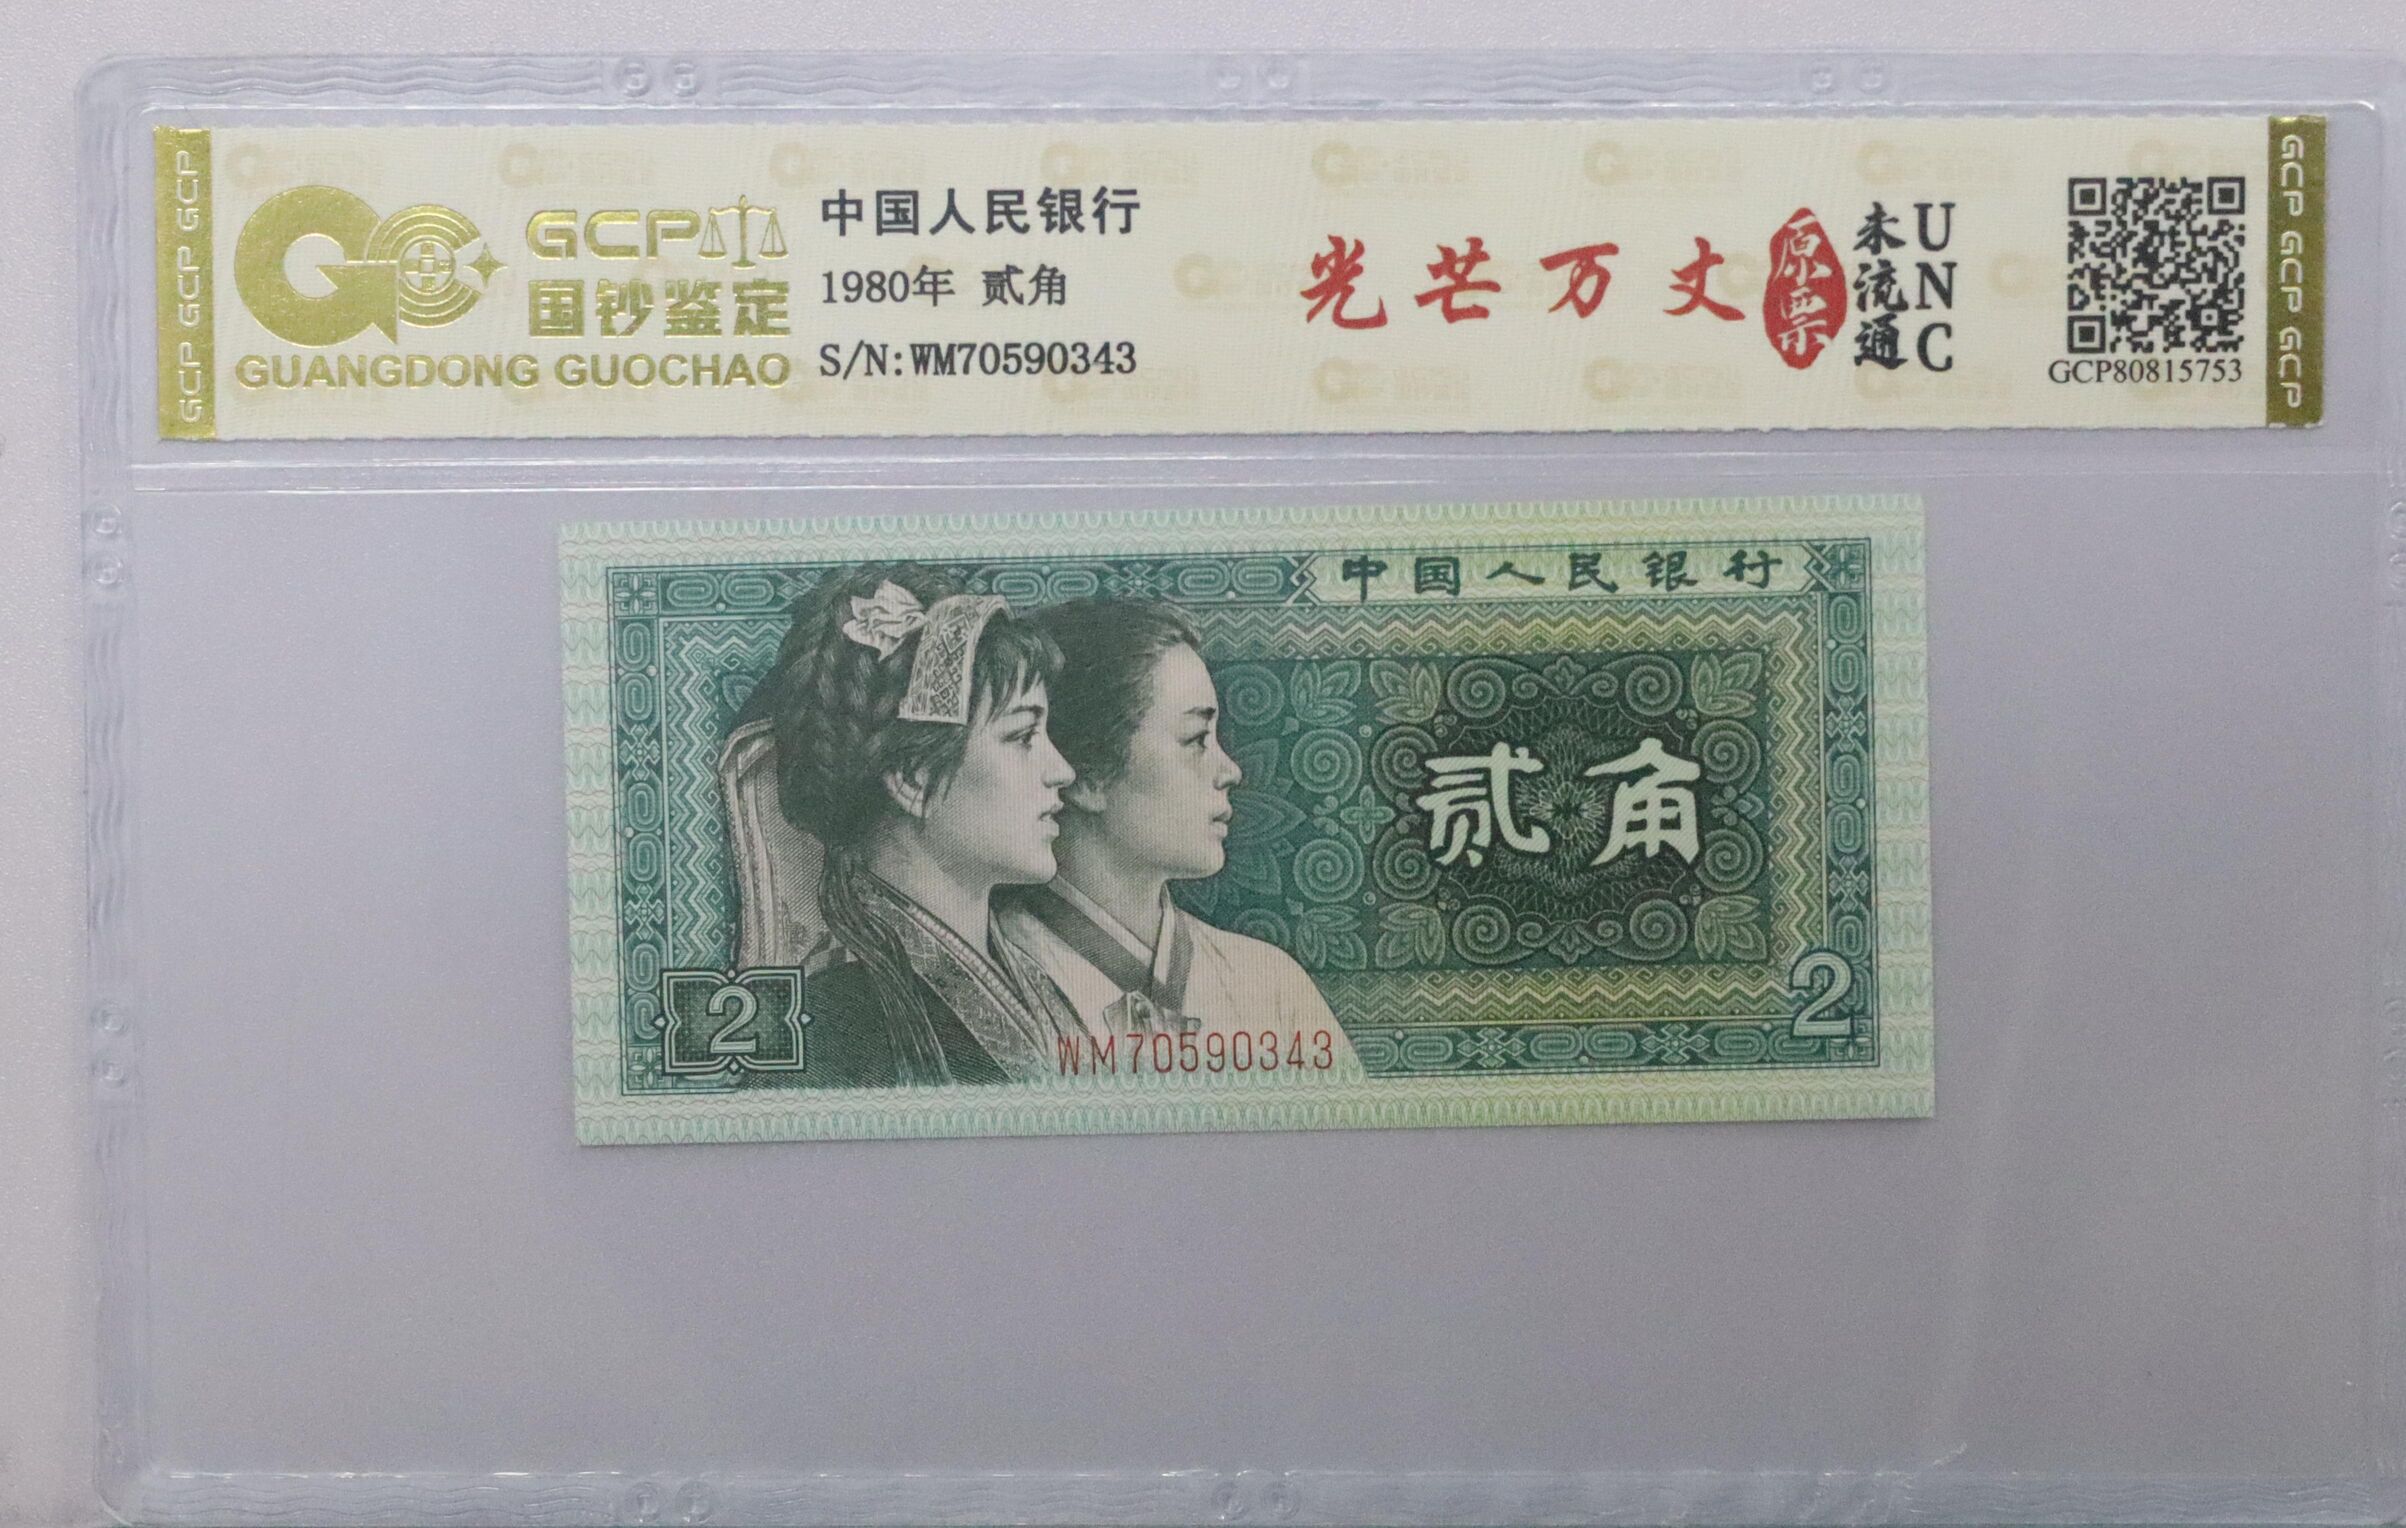 GCP GCP GCP
GCP
国钞鉴定
GUANGDONG GUOCHAO
中国人民银行
1980年 贰角
S/N:WM70590343
光芒万丈
原票
未流通
UNC
GCP80815753
GCP GCP GCP
中国人民银行
贰角
2
2
WM70590343